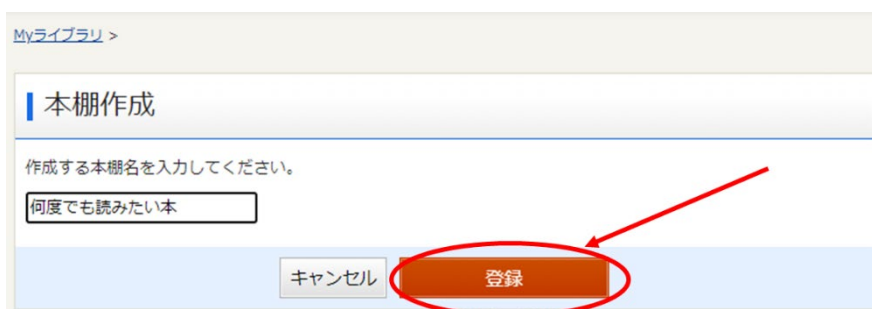 Myライブラリ >
本棚作成
作成する本棚名を入力してください。
何度でも読みたい本
キャンセル 登録